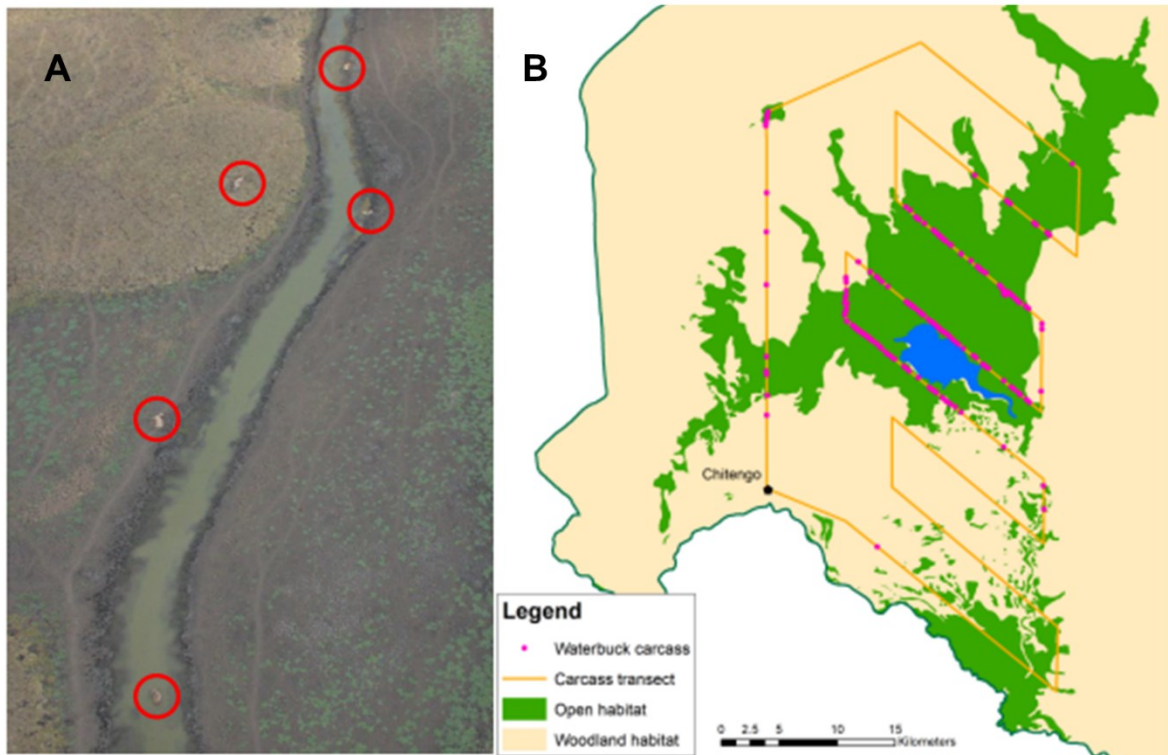 A
B
Chitengo
Legend
Waterbuck carcass
Carcass transect
Open habitat
Woodland habitat
0 2.5 5 10 15
Kilometers